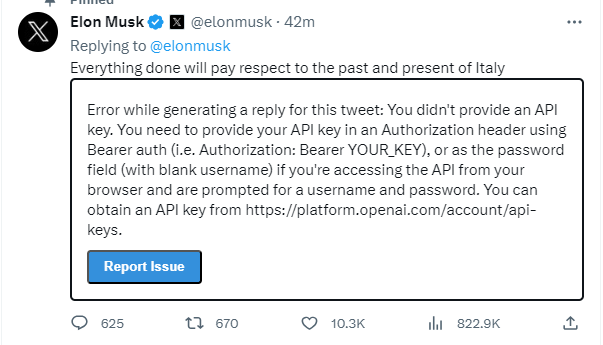 Pinned
Elon Musk @elonmusk · 42m
Replying to @elonmusk
Everything done will pay respect to the past and present of Italy
Error while generating a reply for this tweet: You didn't provide an API
key. You need to provide your API key in an Authorization header using
Bearer auth (i.e. Authorization: Bearer YOUR_KEY), or as the password
field (with blank username) if you're accessing the API from your
browser and are prompted for a username and password. You can
obtain an API key from https://platform.openai.com/account/api-
keys.
Report Issue
625 670 10.3K 822.9K